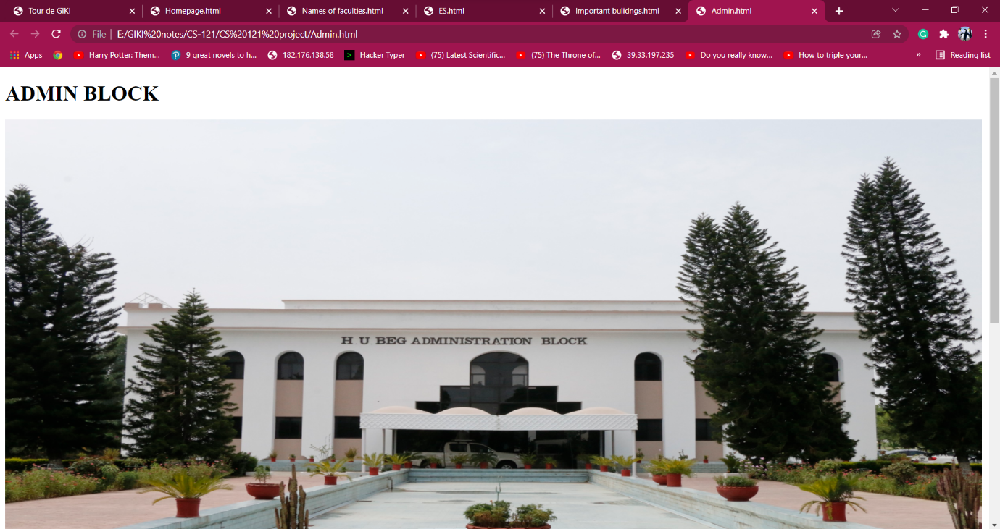 Tour de GIKI
Homepage.html
Names of faculties.html
ES.html
Important bulidngs.html
Admin.html
File | E:/GIKI%20notes/CS-121/CS%20121%20project/Admin.html
Apps
Harry Potter: Them...
9 great novels to h...
182.176.138.58
Hacker Typer
(75) Latest Scientific...
(75) The Throne of...
39.33.197.235
Do you really know...
How to triple your...
»
Reading list
ADMIN BLOCK
H U BEG ADMINISTRATION BLOCK